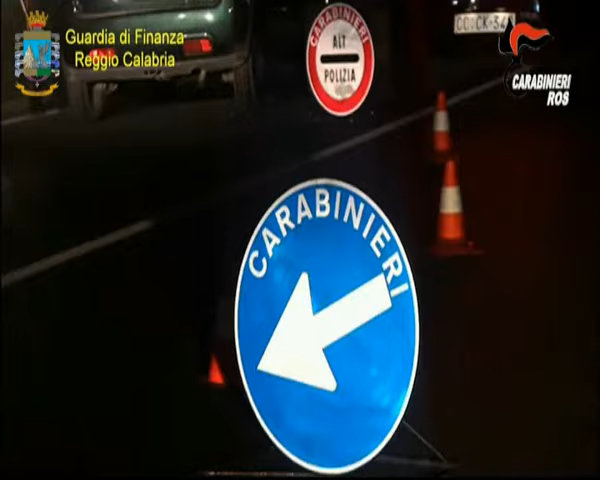 Guardia di Finanza
Reggio Calabria
CARABINIERI
ALT
POLIZIA
CARABINIERI
ROS
CARABINIERI